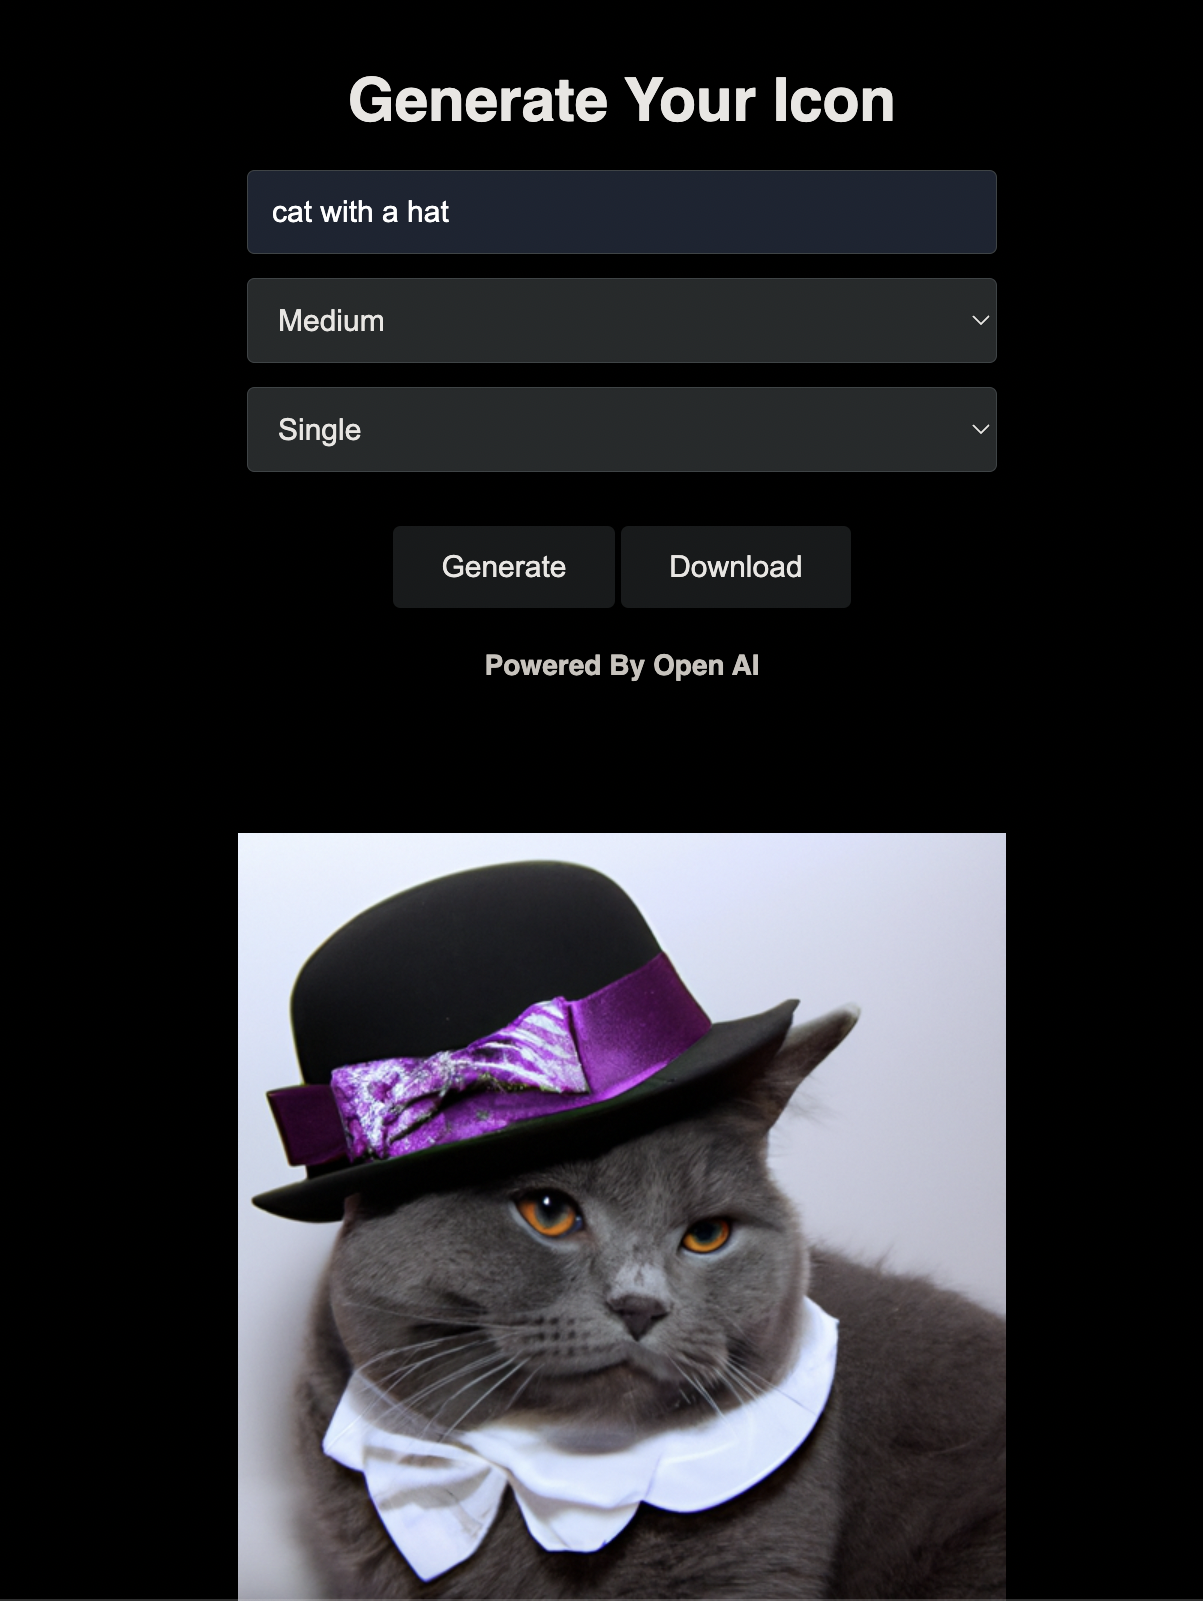 Generate Your Icon
cat with a hat
Medium
Single
Generate Download
Powered By Open AI